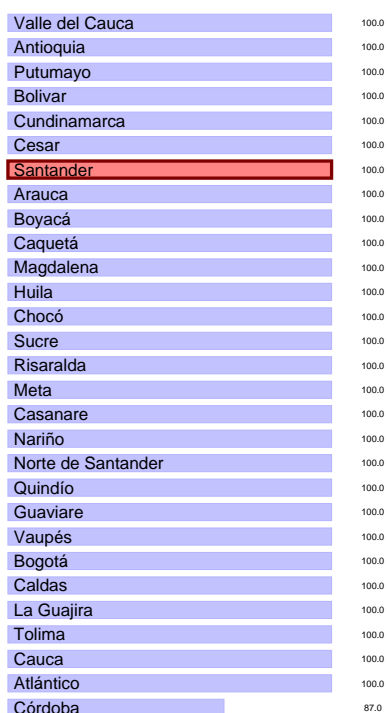 Valle del Cauca 100.0
Antioquia 100.0
Putumayo 100.0
Bolivar 100.0
Cundinamarca 100.0
Cesar 100.0
Santander 100.0
Arauca 100.0
Boyacá 100.0
Caquetá 100.0
Magdalena 100.0
Huila 100.0
Chocó 100.0
Sucre 100.0
Risaralda 100.0
Meta 100.0
Casanare 100.0
Nariño 100.0
Norte de Santander 100.0
Quindío 100.0
Guaviare 100.0
Vaupés 100.0
Bogotá 100.0
Caldas 100.0
La Guajira 100.0
Tolima 100.0
Cauca 100.0
Atlántico 100.0
Córdoba 87.0